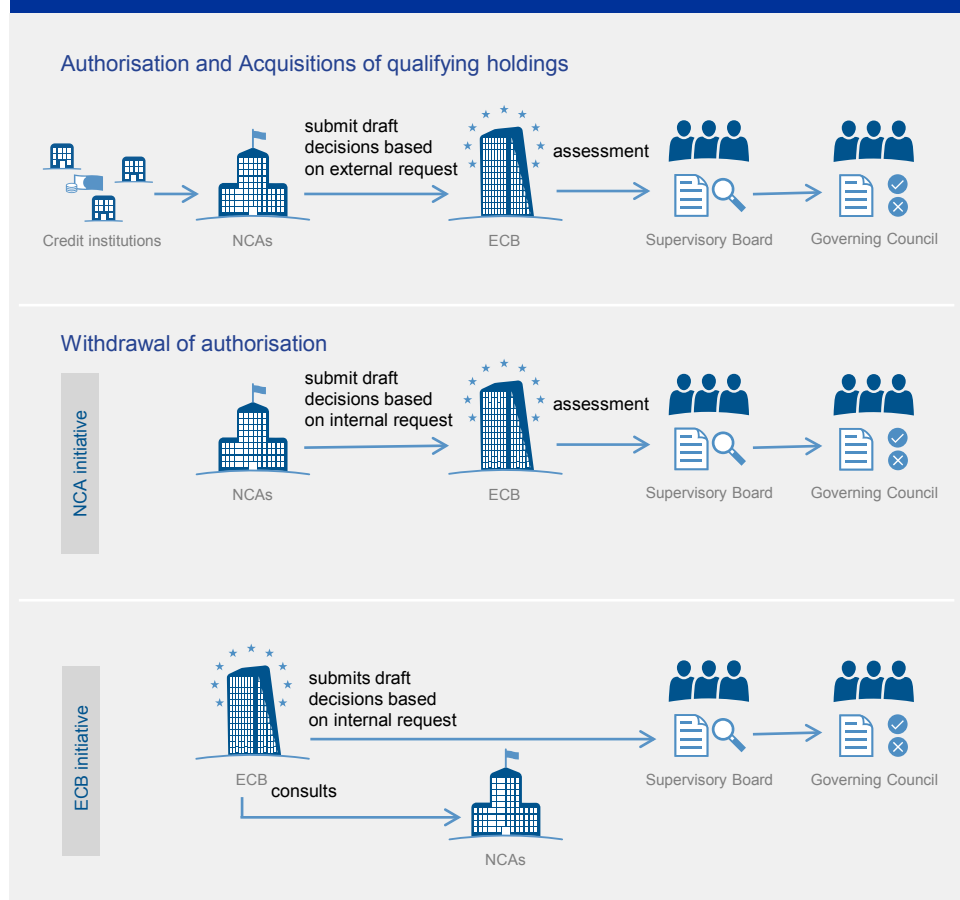 Authorisation and Acquisitions of qualifying holdings
submit draft
decisions based
on external request
assessment
Credit institutions
NCAs
ECB
Supervisory Board
Governing Council
Withdrawal of authorisation
NCA initiative
submit draft
decisions based
on internal request
assessment
NCAs
ECB
Supervisory Board
Governing Council
ECB initiative
submits draft
decisions based
on internal request
ECB
consults
NCAs
Supervisory Board
Governing Council